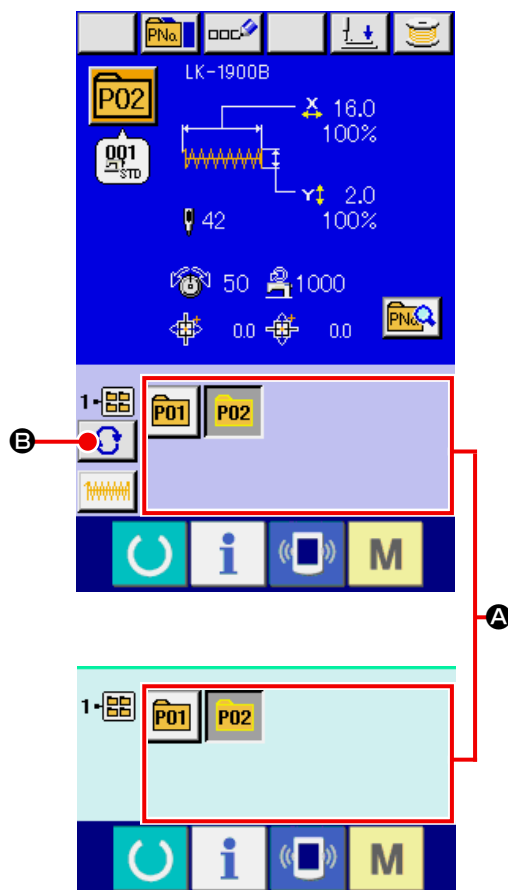 PNo.
LK-1900B
P02
X 16.0
100%
001
STD
Y 2.0
100%
42
50 1000
0.0 0.0
PNo.
1
P01 P02
B
i M
A
1
P01 P02
i M